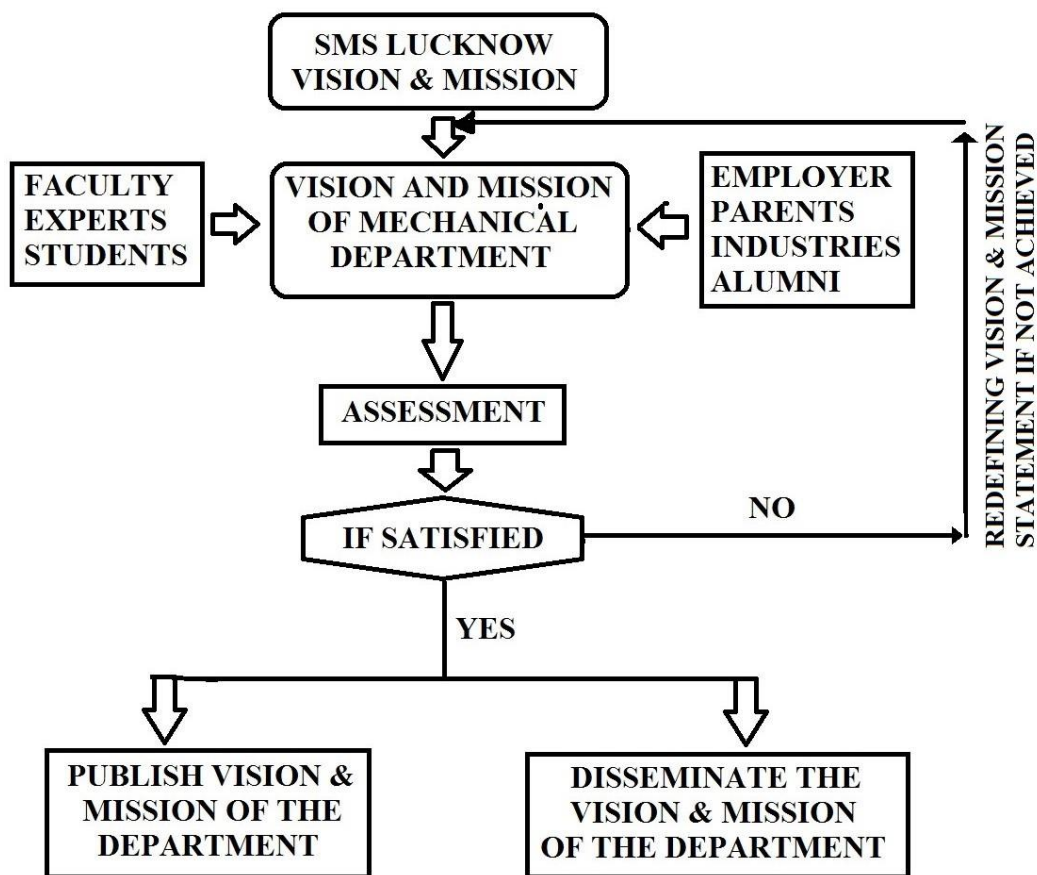 SMS LUCKNOW
VISION & MISSION
FACULTY
EXPERTS
STUDENTS
VISION AND MISSION
OF MECHANICAL
DEPARTMENT
EMPLOYER
PARENTS
INDUSTRIES
ALUMNI
REDEFINING VISION & MISSION
STATEMENT IF NOT ACHIEVED
ASSESSMENT
IF SATISFIED
NO
YES
PUBLISH VISION &
MISSION OF THE
DEPARTMENT
DISSEMINATE THE
VISION & MISSION
OF THE DEPARTMENT